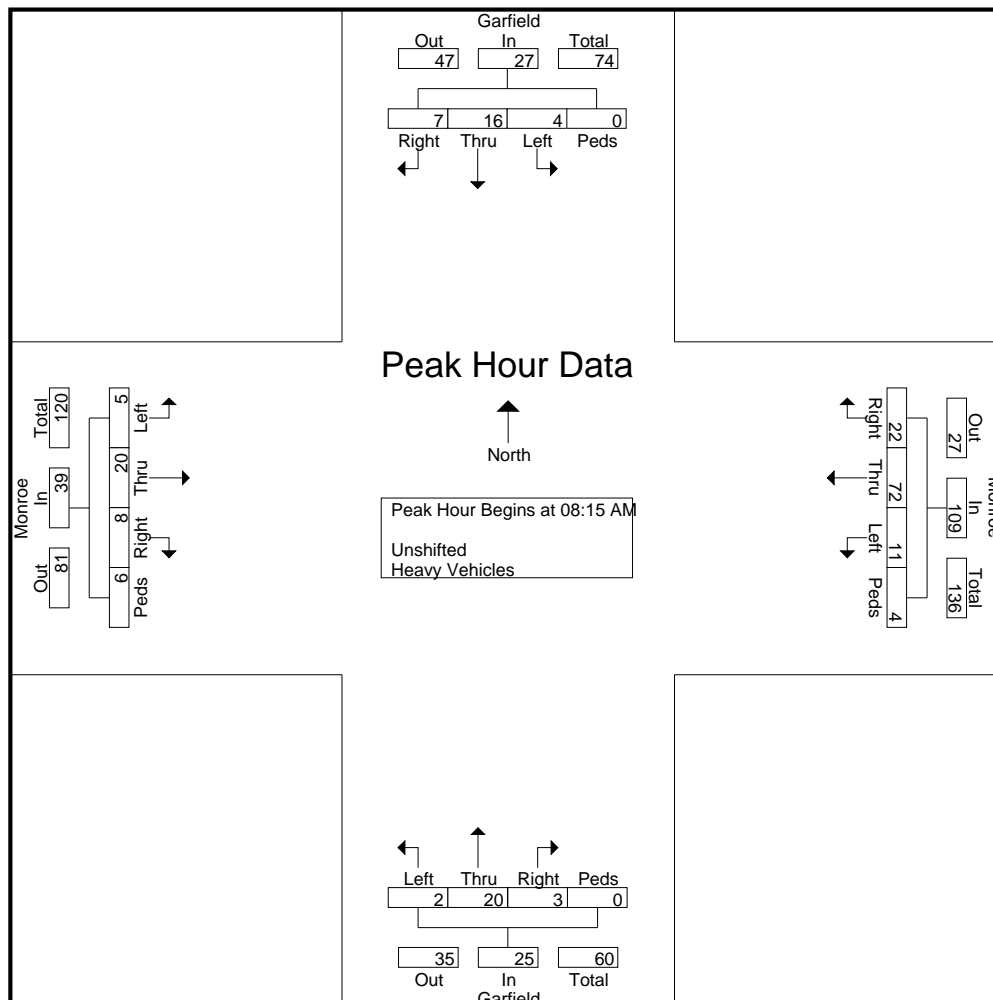 Garfield
Out In Total
47 27 74
7 16 4 0
Right Thru Left Peds
Peak Hour Data
North
Peak Hour Begins at 08:15 AM
Unshifted
Heavy Vehicles
Monroe
Total In Out
120 39 81
5 20 8 6
Left Thru Right Peds
Right Thru Left Peds
22 72 11 4
Out In Total
27 109 136
Monroe
Left Thru Right Peds
2 20 3 0
35 25 60
Out In Total
Garfield